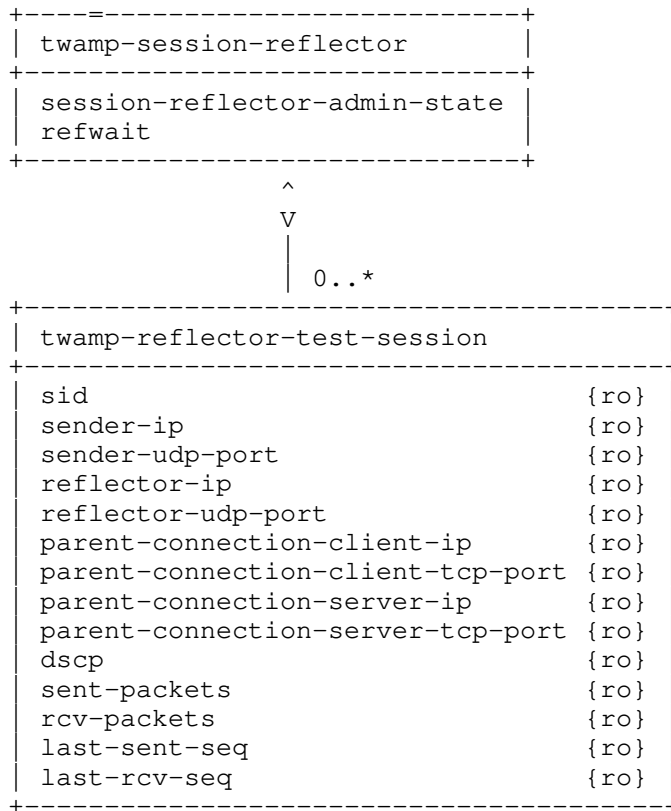 +----=--------------------------+
| twamp-session-reflector       |
+-------------------------------+
| session-reflector-admin-state |
| refwait                       |
+-------------------------------+
                 ^
                 V
                 |
                 | 0..*
+----------------------------------------
| twamp-reflector-test-session
+----------------------------------------
| sid                               {ro} |
| sender-ip                         {ro} |
| sender-udp-port                   {ro} |
| reflector-ip                      {ro} |
| reflector-udp-port                {ro} |
| parent-connection-client-ip       {ro} |
| parent-connection-client-tcp-port {ro} |
| parent-connection-server-ip       {ro} |
| parent-connection-server-tcp-port {ro} |
| dscp                              {ro} |
| sent-packets                      {ro} |
| rcv-packets                       {ro} |
| last-sent-seq                     {ro} |
| last-rcv-seq                      {ro} |
+----------------------------------------